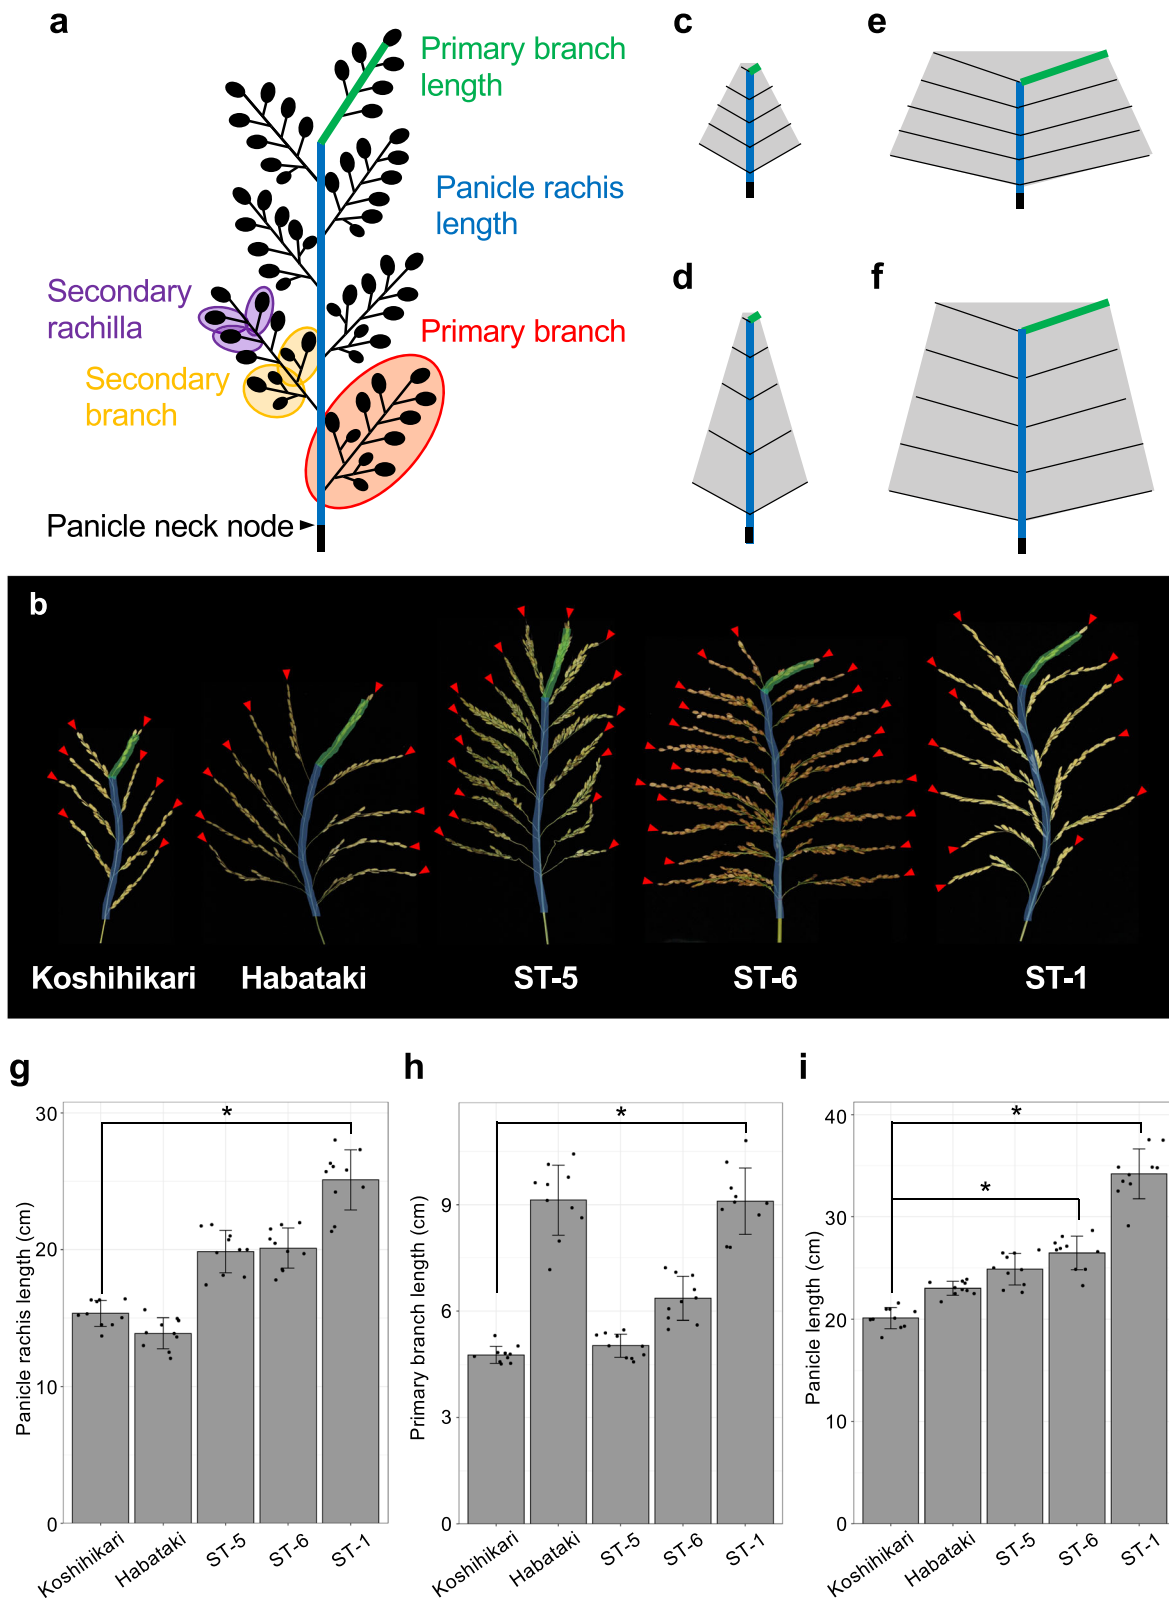 a
Primary branch
length
Panicle rachis
length
Secondary
rachilla
Primary branch
Secondary
branch
Panicle neck node
c
e
d
f
b
Koshihikari
Habataki
ST-5
ST-6
ST-1
g
Panicle rachis length (cm)
30
20
10
0
*
Koshihikari
Habataki
ST-5
ST-6
ST-1
h
Primary branch length (cm)
9
6
3
0
*
Koshihikari
Habataki
ST-5
ST-6
ST-1
i
Panicle length (cm)
40
30
20
10
0
*
*
Koshihikari
Habataki
ST-5
ST-6
ST-1